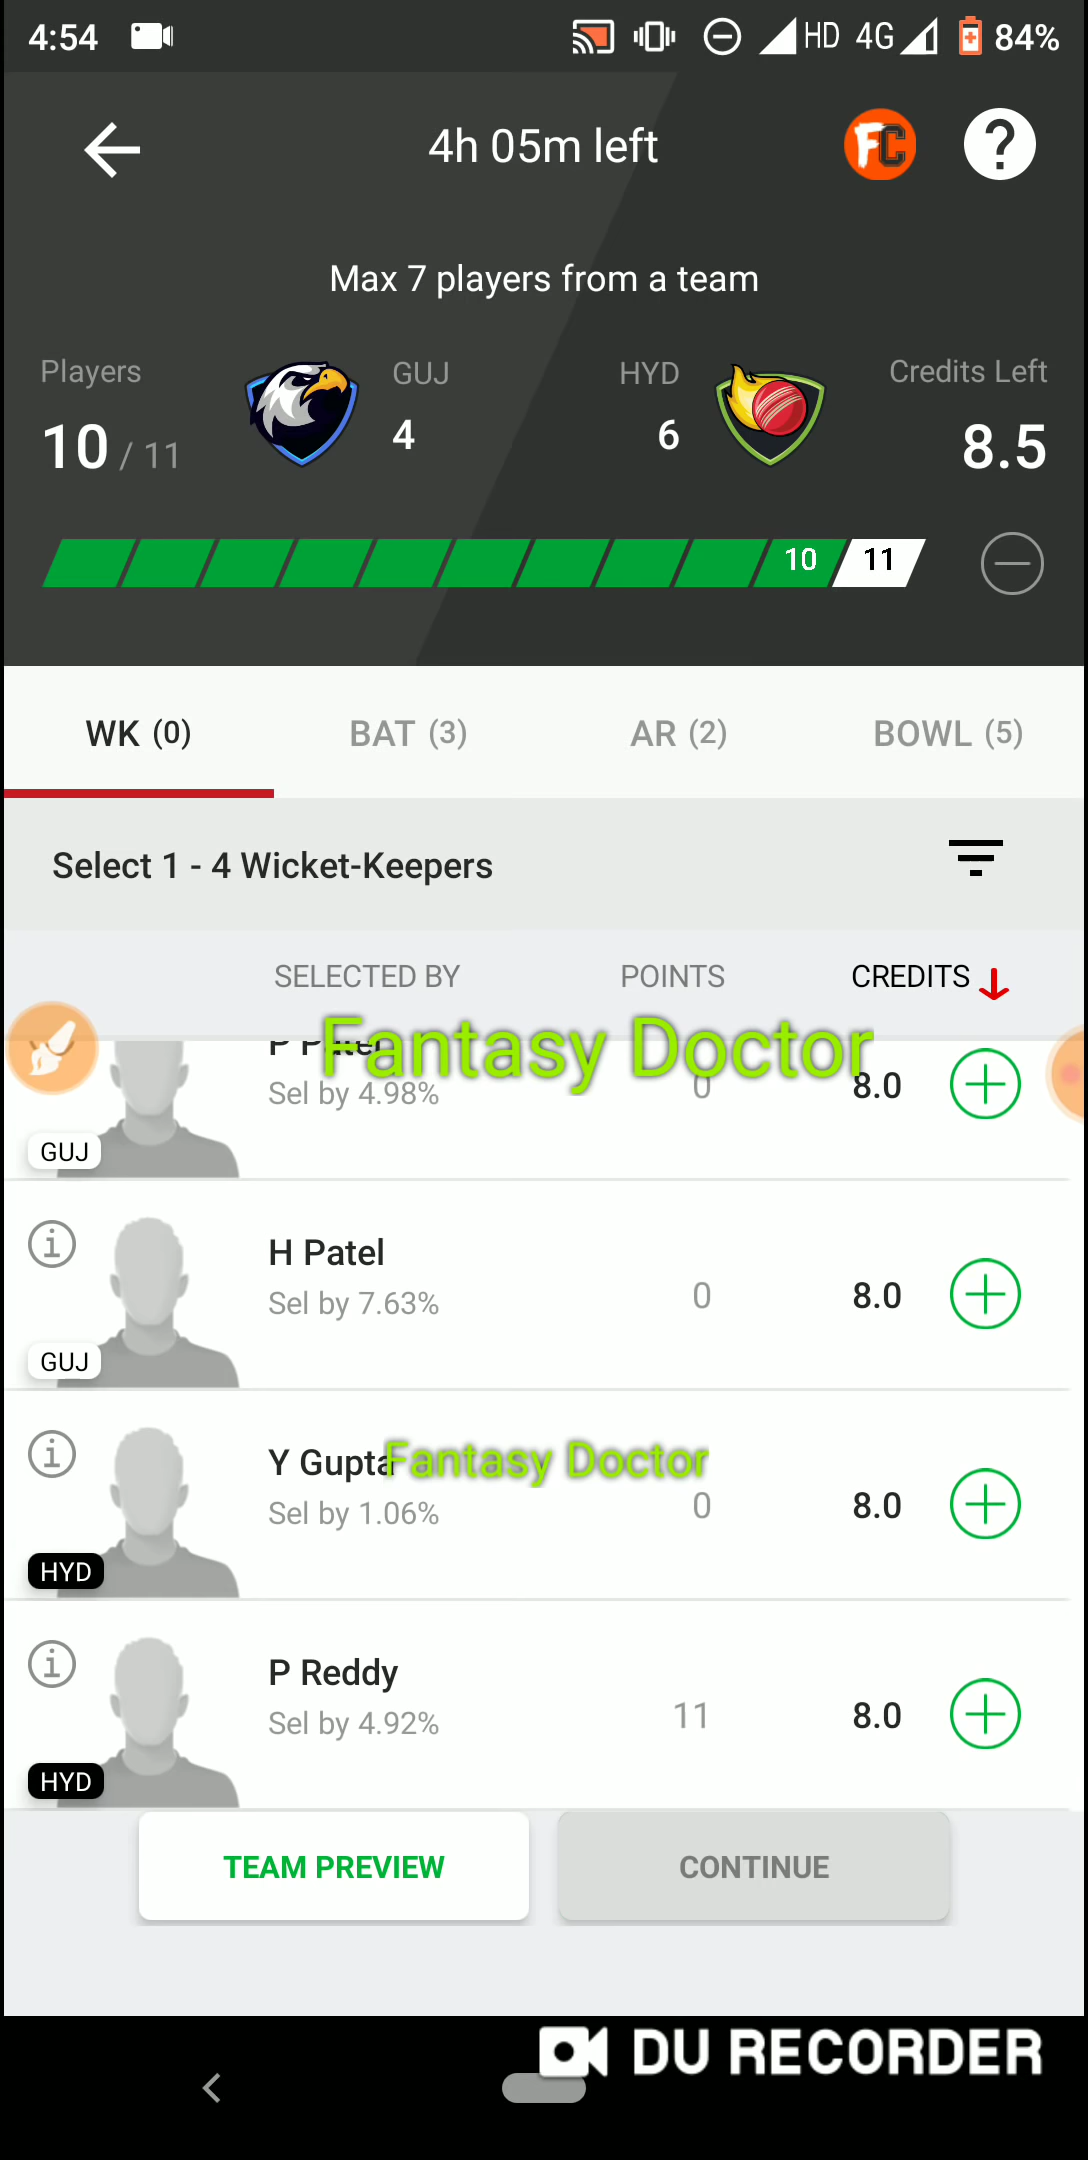 4:54 HD 4G 84%
4h 05m left FC ?
Max 7 players from a team
Players GUJ HYD Credits Left
10 / 11 4 6 8.5
10 11
WK (0) BAT (3) AR (2) BOWL (5)
Select 1 - 4 Wicket-Keepers
SELECTED BY POINTS CREDITS
Fantasy Doctor
P Patel
Sel by 4.98% 0 8.0
GUJ
H Patel
Sel by 7.63% 0 8.0
GUJ
Y Gupta Fantasy Doctor
Sel by 1.06% 0 8.0
HYD
P Reddy
Sel by 4.92% 11 8.0
HYD
TEAM PREVIEW CONTINUE
DU RECORDER